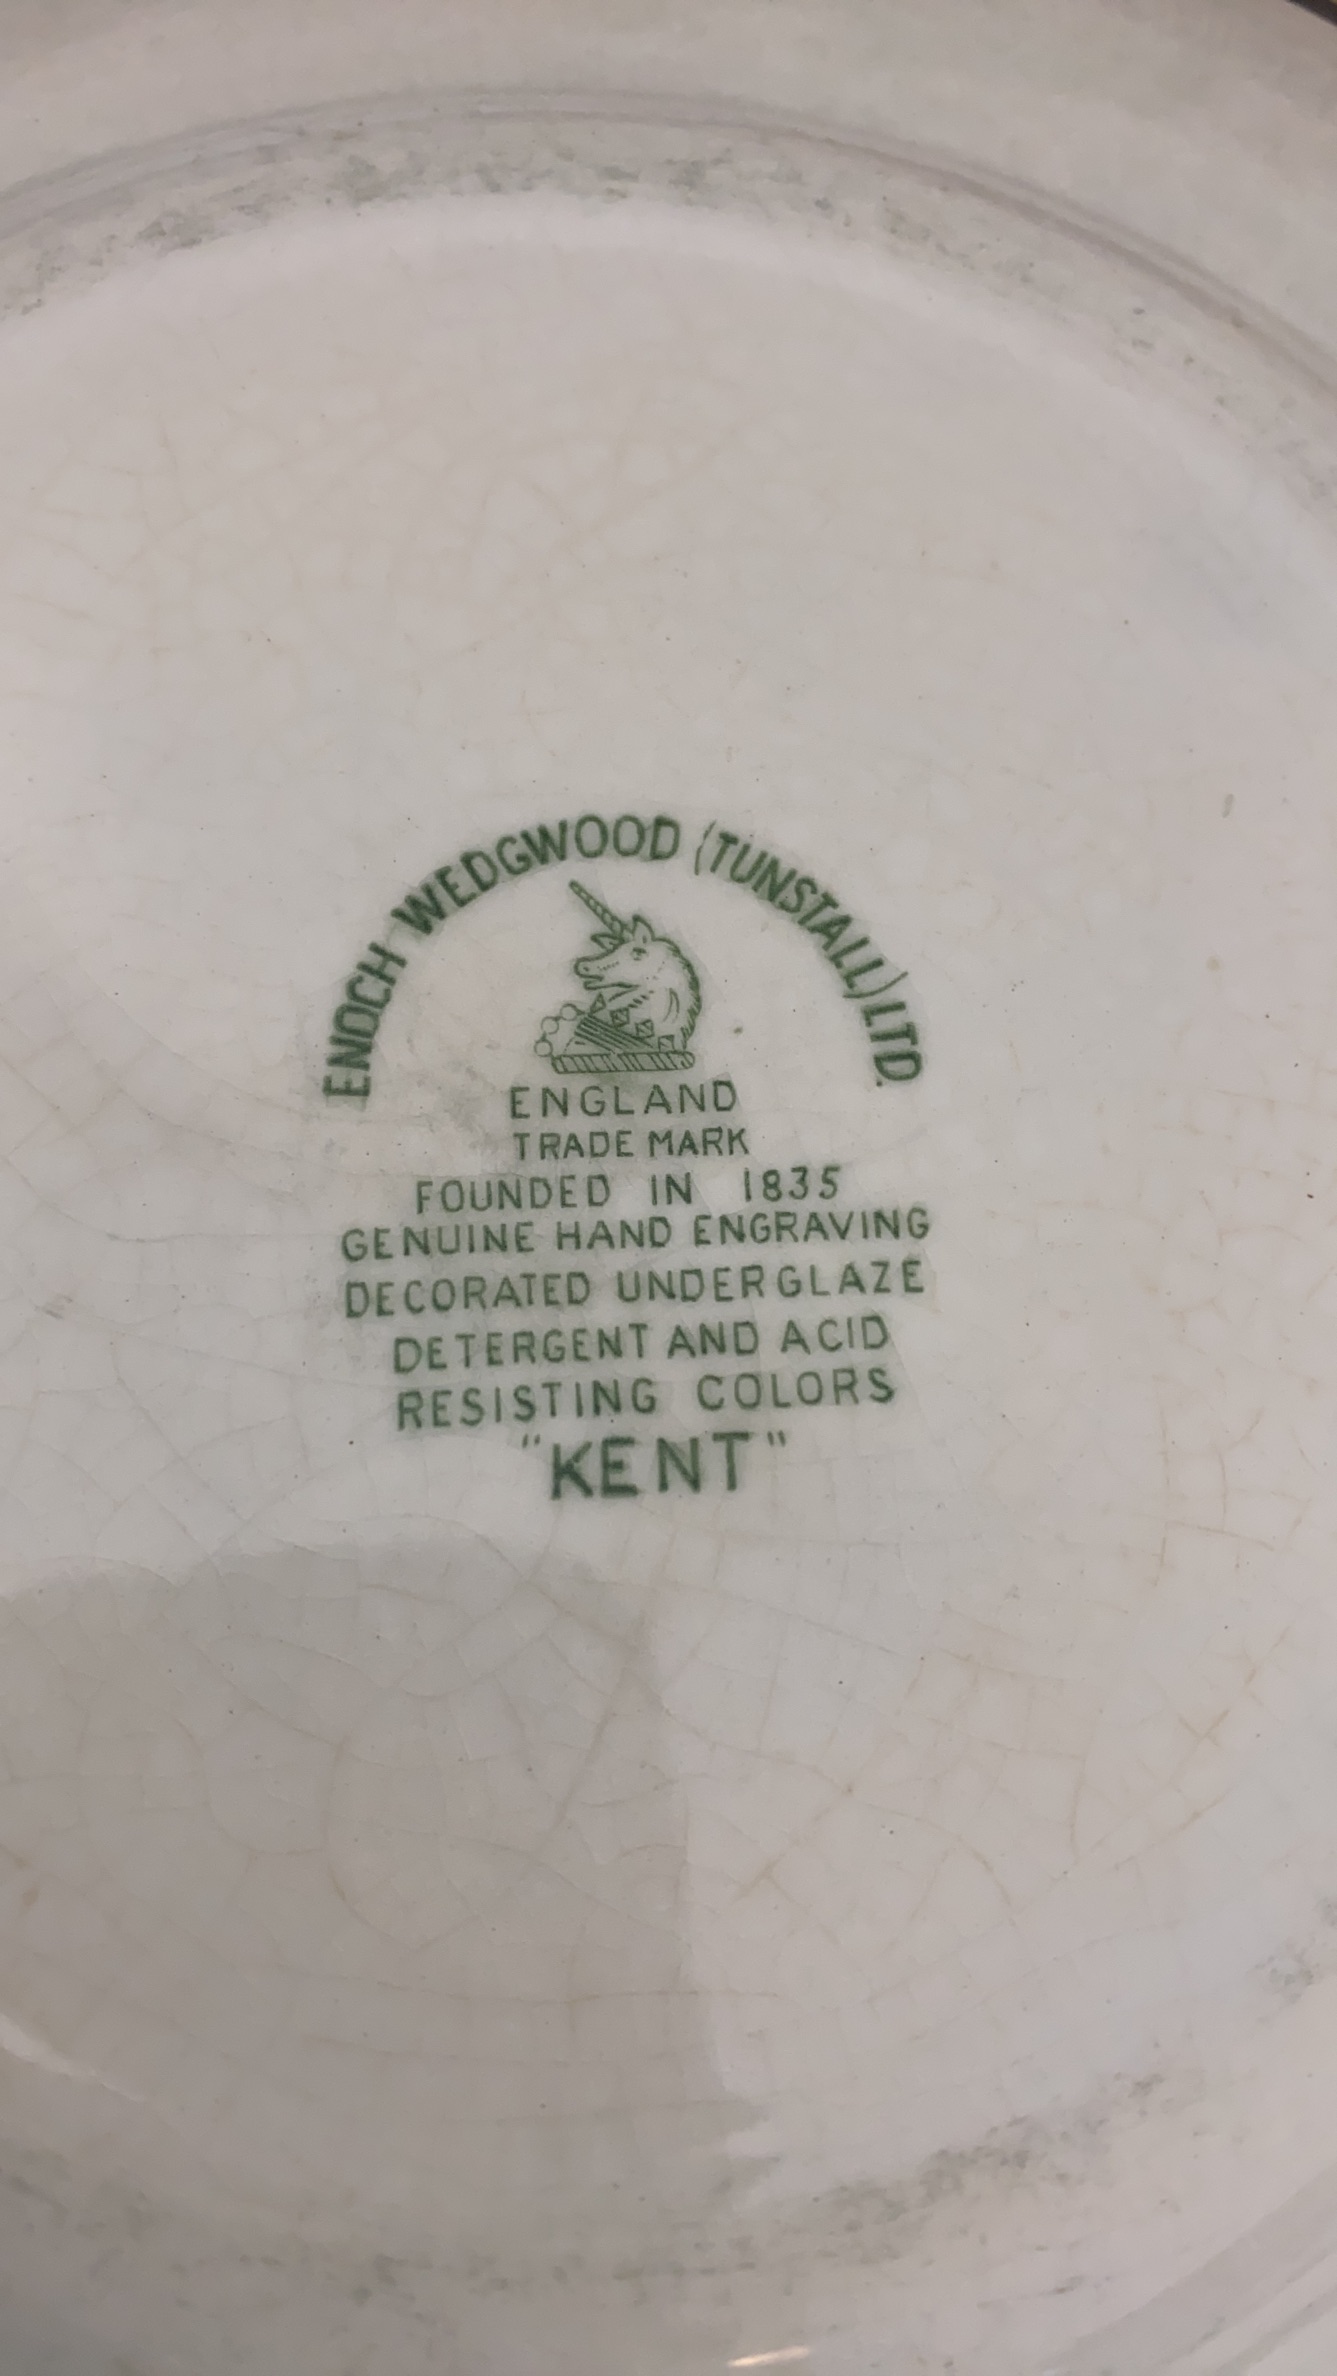 ENOCH WEDGWOOD (TUNSTALL) LTD.
ENGLAND
TRADE MARK
FOUNDED IN 1835
GENUINE HAND ENGRAVING
DECORATED UNDERGLAZE
DETERGENT AND ACID
RESISTING COLORS
"KENT"